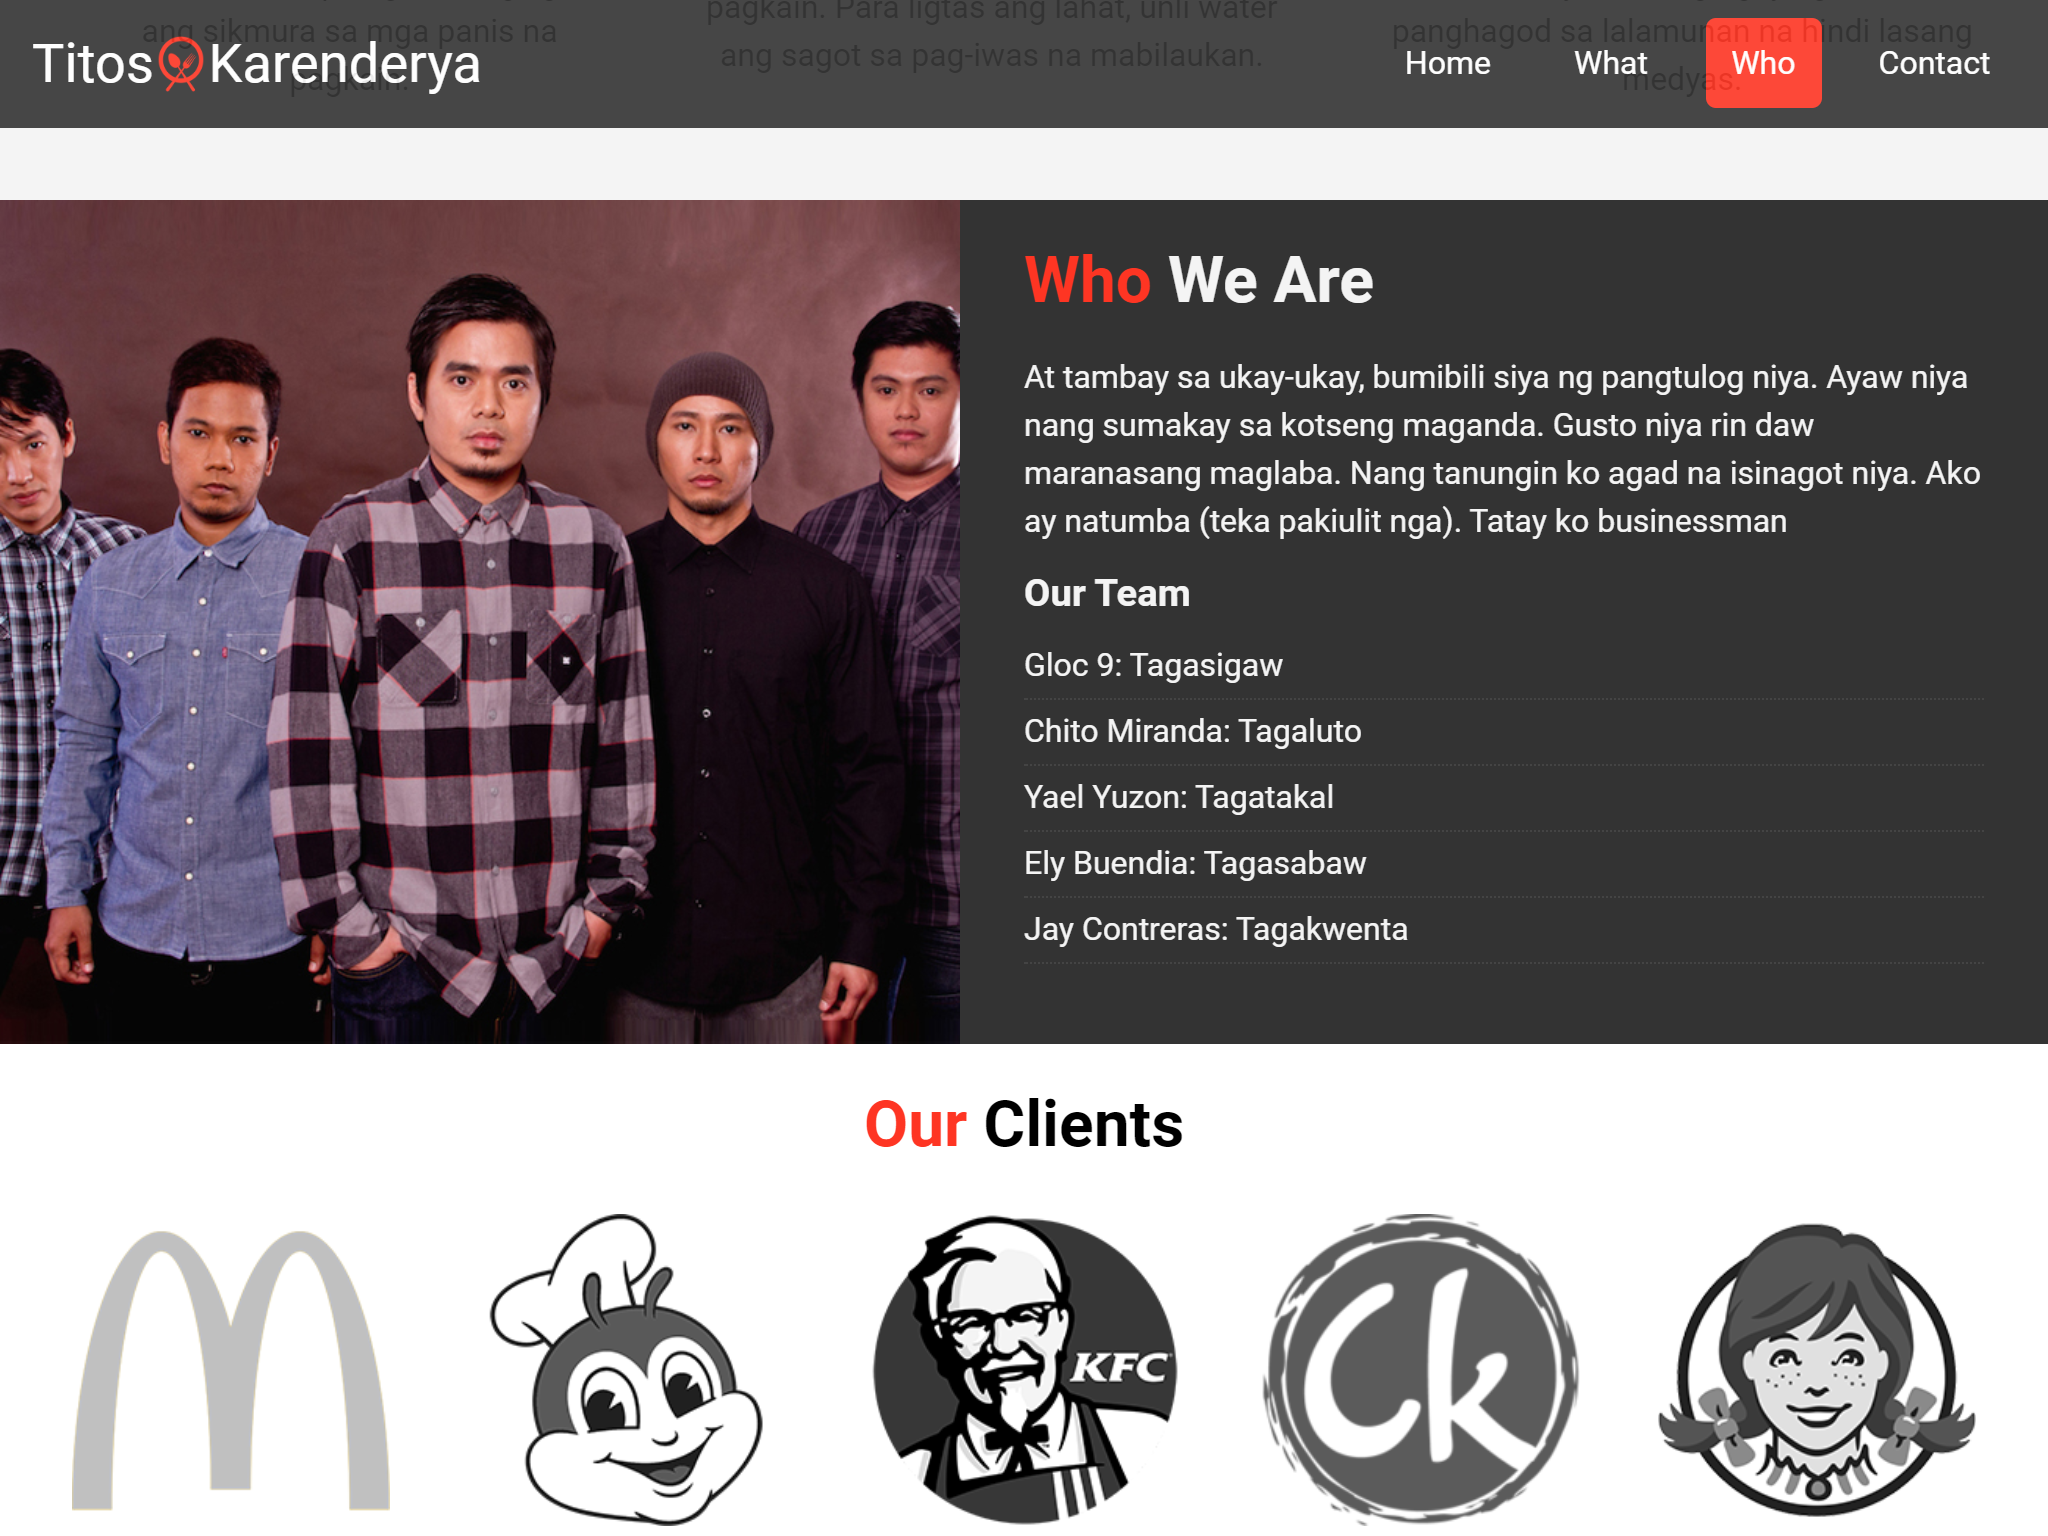 ang sikmura sa mga panis na
pagkain.
pagkain. Para ligtas ang lahat, unli water
ang sagot sa pag-iwas na mabilaukan.
panghagod sa lalamunan na hindi lasang
medyas.
Titos Karenderya
Home What Who Contact
Who We Are
At tambay sa ukay-ukay, bumibili siya ng pangtulog niya. Ayaw niya
nang sumakay sa kotseng maganda. Gusto niya rin daw
maranasang maglaba. Nang tanungin ko agad na isinagot niya. Ako
ay natumba (teka pakiulit nga). Tatay ko businessman
Our Team
Gloc 9: Tagasigaw
Chito Miranda: Tagaluto
Yael Yuzon: Tagatakal
Ely Buendia: Tagasabaw
Jay Contreras: Tagakwenta
Our Clients
KFC
Ck